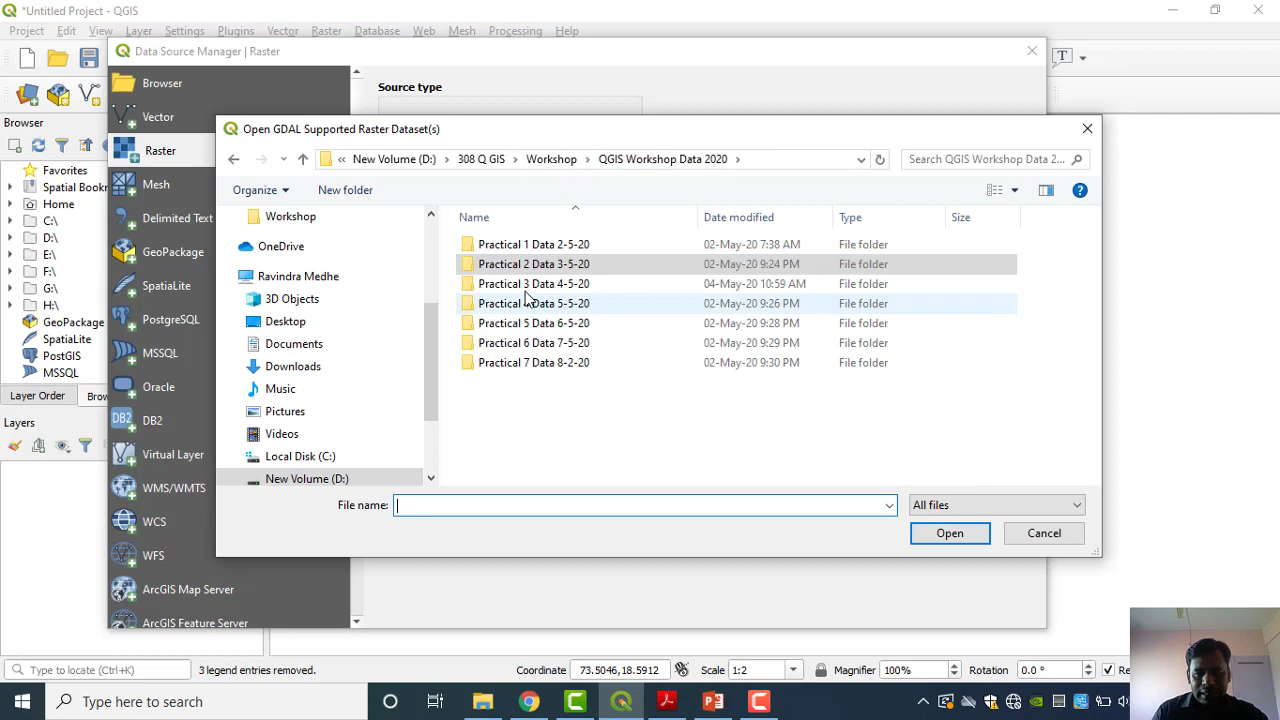 *Untitled Project - QGIS
Project Edit View Layer Settings Plugins Vector Raster Database Web Mesh Processing Help
Data Source Manager | Raster
Browser
Source type
Vector
Browser
Raster
Open GDAL Supported Raster Dataset(s)
« New Volume (D:) › 308 Q GIS › Workshop › QGIS Workshop Data 2020 ›
Search QGIS Workshop Data 2...
Favorites
Mesh
Organize
New folder
Spatial Bookn
Home
Delimited Text
Workshop
Name
Date modified
Type
Size
C:\
D:\
GeoPackage
OneDrive
Practical 1 Data 2-5-20 02-May-20 7:38 AM File folder
E:\
Practical 2 Data 3-5-20 02-May-20 9:24 PM File folder
F:\
SpatiaLite
Ravindra Medhe
Practical 3 Data 4-5-20 04-May-20 10:59 AM File folder
G:\
3D Objects
H:\
Practical Data 5-5-20 02-May-20 9:26 PM File folder
GeoPackage
PostgreSQL
Desktop
Practical 5 Data 6-5-20 02-May-20 9:28 PM File folder
SpatiaLite
Documents
Practical 6 Data 7-5-20 02-May-20 9:29 PM File folder
PostGIS
MSSQL
Downloads
Practical 7 Data 8-2-20 02-May-20 9:30 PM File folder
MSSQL
Oracle
Music
Layer Order
Brow
Pictures
Layers
DB2
DB2
Videos
Virtual Layer
Local Disk (C:)
WMS/WMTS
New Volume (D:)
File name:
All files
WCS
Open
Cancel
WFS
ArcGIS Map Server
ArcGIS Feature Server
Type to locate (Ctrl+K)
3 legend entries removed.
Coordinate 73.5046,18.5912
Scale 1:2
Magnifier 100%
Rotation 0.0 °
Re
Type here to search